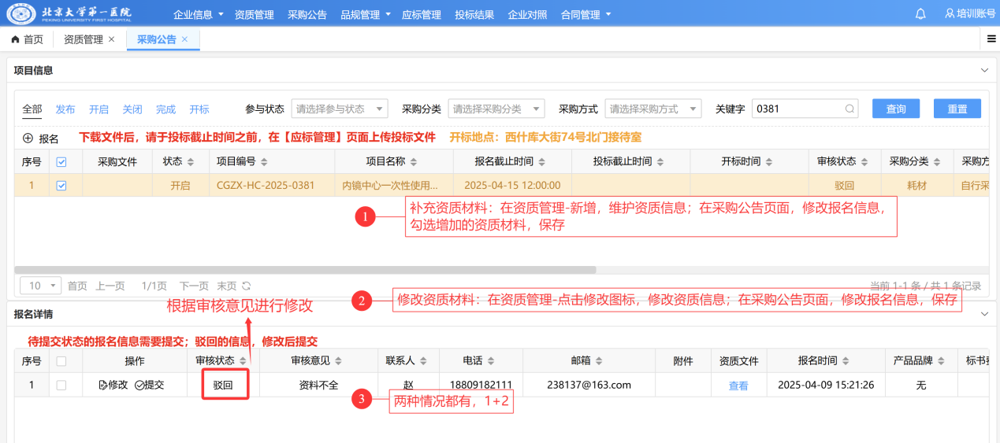 北京大学第一医院
PEKING UNIVERSITY FIRST HOSPITAL
企业信息 资质管理 采购公告 品规管理 应标管理 投标结果 企业对照 合同管理
培训账号
首页 资质管理 × 采购公告 ×
项目信息
全部 发布 开启 关闭 完成 开标 参与状态 请选择参与状态 采购分类 请选择采购分类 采购方式 请选择采购方式 关键字 0381 查询 重置
报名 下载文件后，请于投标截止时间之前，在【应标管理】页面上传投标文件 开标地点：西什库大街74号北门接待室
序号 采购文件 状态 项目编号 项目名称 报名截止时间 投标截止时间 开标时间 审核状态 采购分类 采购方
1 开启 CGZX-HC-2025-0381 内镜中心一次性使用... 2025-04-15 12:00:00 驳回 耗材 自行采
1 补充资质材料：在资质管理-新增，维护资质信息；在采购公告页面，修改报名信息，
勾选增加的资质材料，保存
10 首页 上一页 1/1页 下一页 末页 当前 1-1 条 / 共 1 条记录
2 修改资质材料：在资质管理-点击修改图标，修改资质信息；在采购公告页面，修改报名信息，保存
根据审核意见进行修改
报名详情
待提交状态的报名信息需要提交；驳回的信息，修改后提交
序号 操作 审核状态 审核意见 联系人 电话 邮箱 附件 资质文件 报名时间 产品品牌
1 修改 提交 驳回 资料不全 赵 18809182111 238137@163.com 查看 2025-04-09 15:21:26 无
3 两种情况都有，1+2